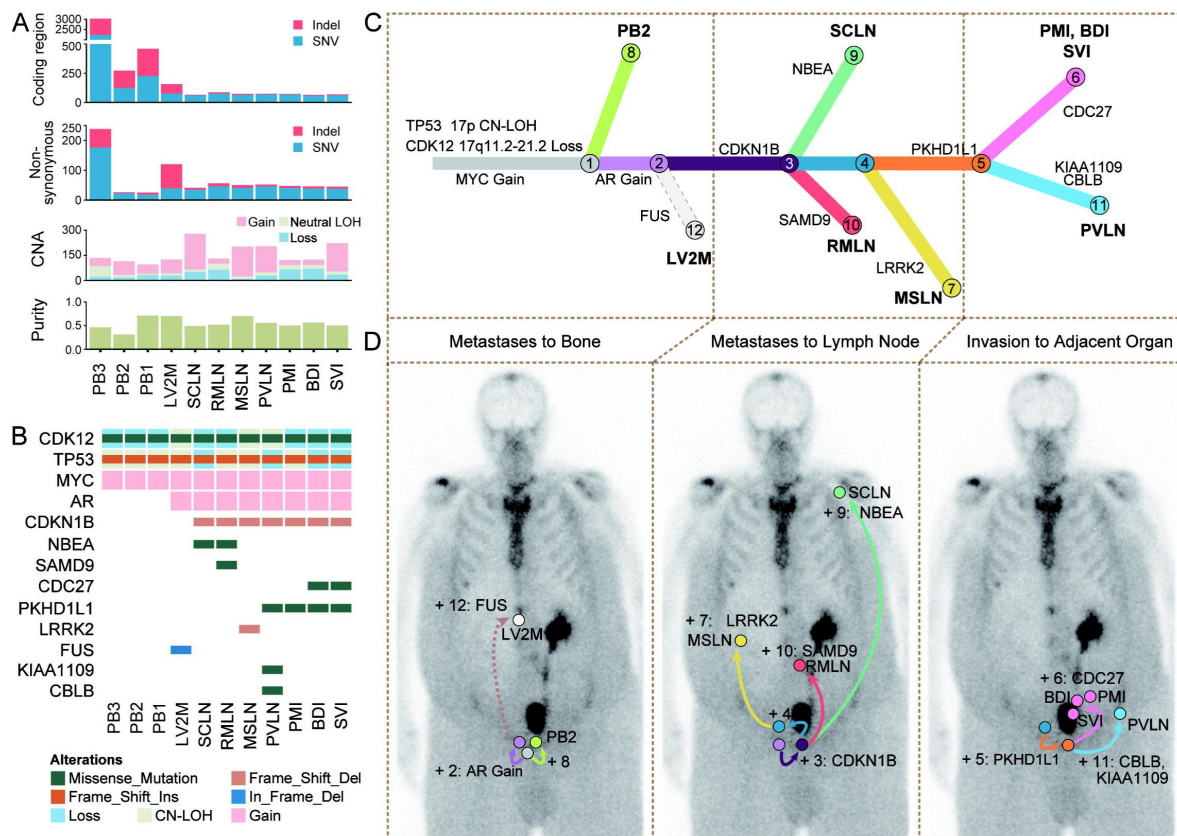 A
Coding region
3000
2000
500
250
0
Indel
SNV
Non-
synonymous
250
200
100
0
Indel
SNV
CNA
300
150
0
Gain
Neutral LOH
Loss
Purity
1.0
0.5
0.0
PB3
PB2
PB1
LV2M
SCLN
RMLN
MSLN
PVLN
PMI
BDI
SVI
B
CDK12
TP53
MYC
AR
CDKN1B
NBEA
SAMD9
CDC27
PKHD1L1
LRRK2
FUS
KIAA1109
CBLB
PB3
PB2
PB1
LV2M
SCLN
RMLN
MSLN
PVLN
PMI
BDI
SVI
Alterations
Missense_Mutation
Frame_Shift_Del
Frame_Shift_Ins
In_Frame_Del
Loss
CN-LOH
Gain
C
PB2
8
SCLN
9
NBEA
PMI, BDI
SVI
6
CDC27
TP53 17p CN-LOH
CDK12 17q11.2-21.2 Loss
1
MYC Gain
2
AR Gain
CDKN1B
3
4
PKHD1L1
5
KIAA1109
CBLB
11
PVLN
FUS
12
LV2M
SAMD9
10
RMLN
LRRK2
7
MSLN
D
Metastases to Bone
Metastases to Lymph Node
Invasion to Adjacent Organ
+ 12: FUS
LV2M
PB2
+ 2: AR Gain
+ 8
SCLN
+ 9: NBEA
+ 7: LRRK2
MSLN
+ 10: SAMD9
RMLN
+ 4
+ 3: CDKN1B
+ 6: CDC27
BDI
PMI
SVI
PVLN
+ 5: PKHD1L1
+ 11: CBLB,
KIAA1109